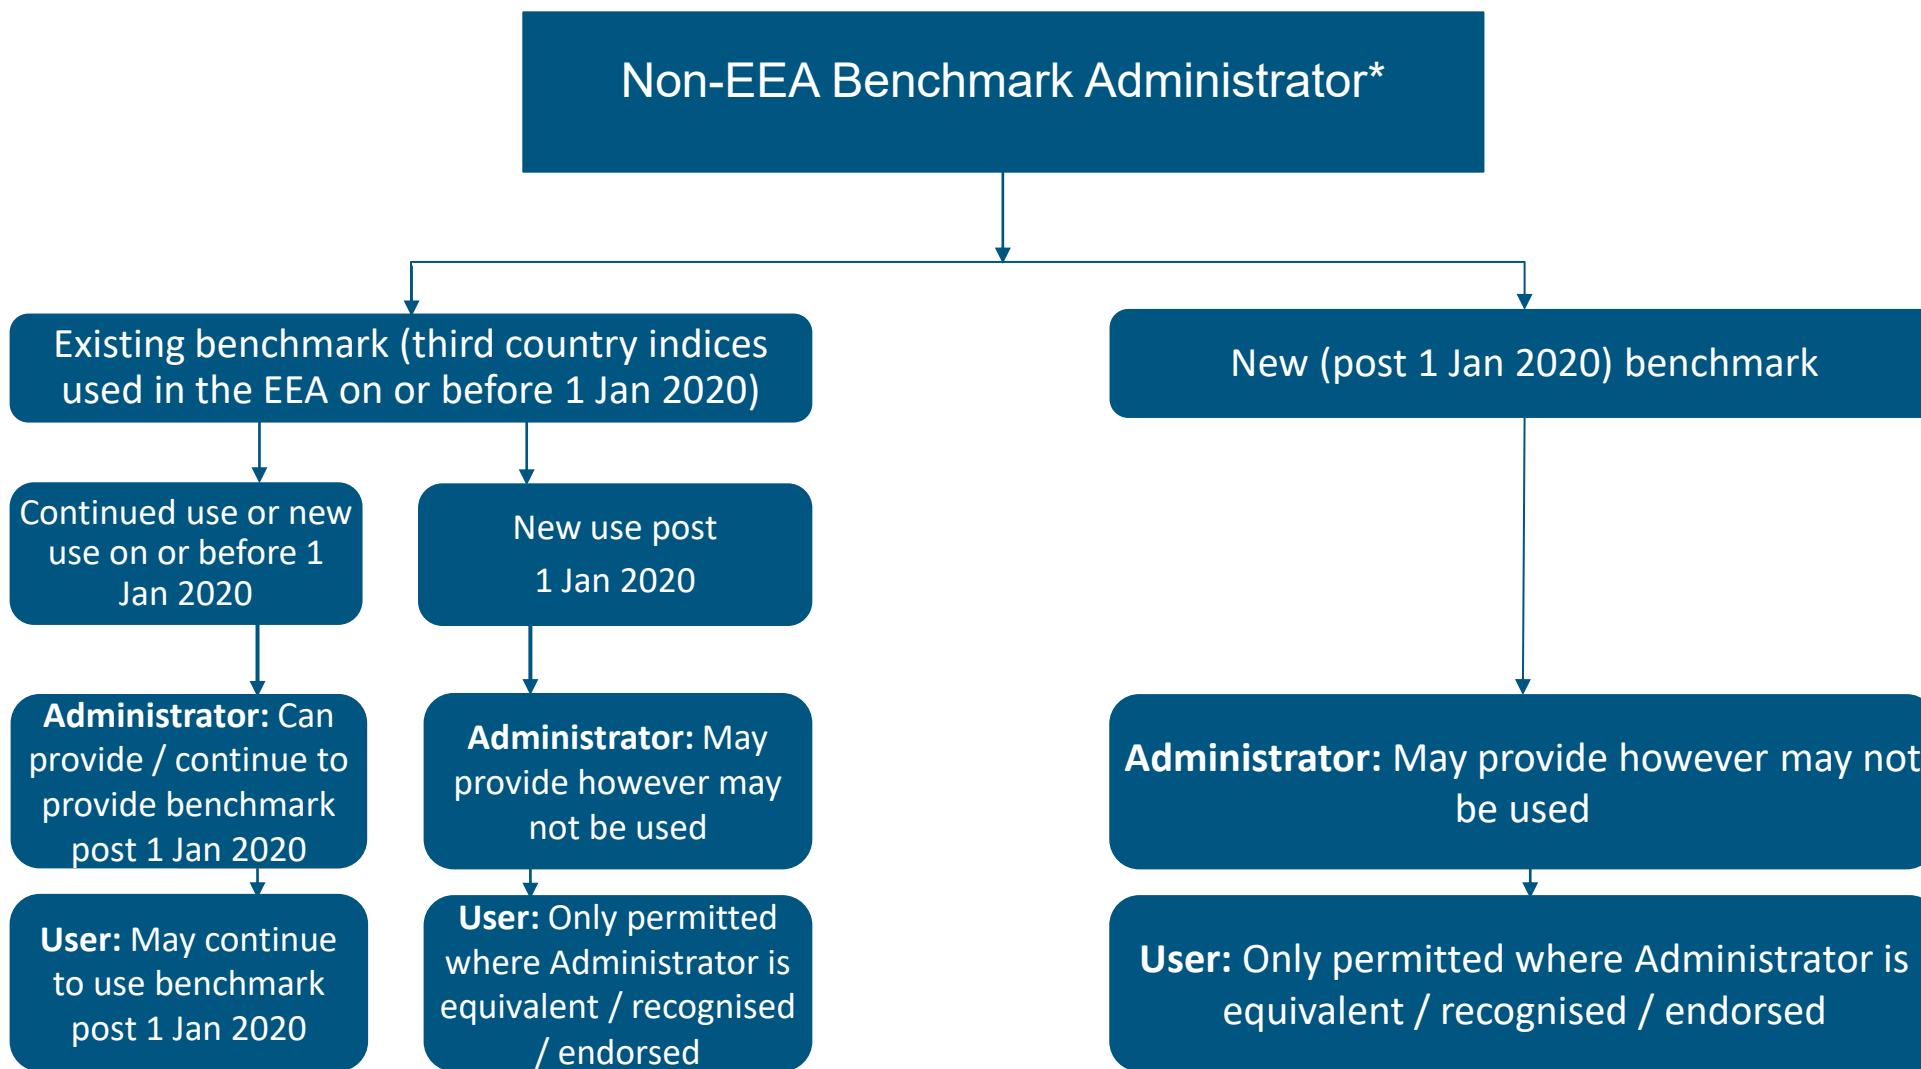 Non-EEA Benchmark Administrator*
Existing benchmark (third country indices
used in the EEA on or before 1 Jan 2020)
New (post 1 Jan 2020) benchmark
Continued use or new
use on or before 1
Jan 2020
New use post
1 Jan 2020
Administrator: Can
provide / continue to
provide benchmark
post 1 Jan 2020
Administrator: May
provide however may
not be used
Administrator: May provide however may not
be used
User: May continue
to use benchmark
post 1 Jan 2020
User: Only permitted
where Administrator is
equivalent / recognised
/ endorsed
User: Only permitted where Administrator is
equivalent / recognised / endorsed